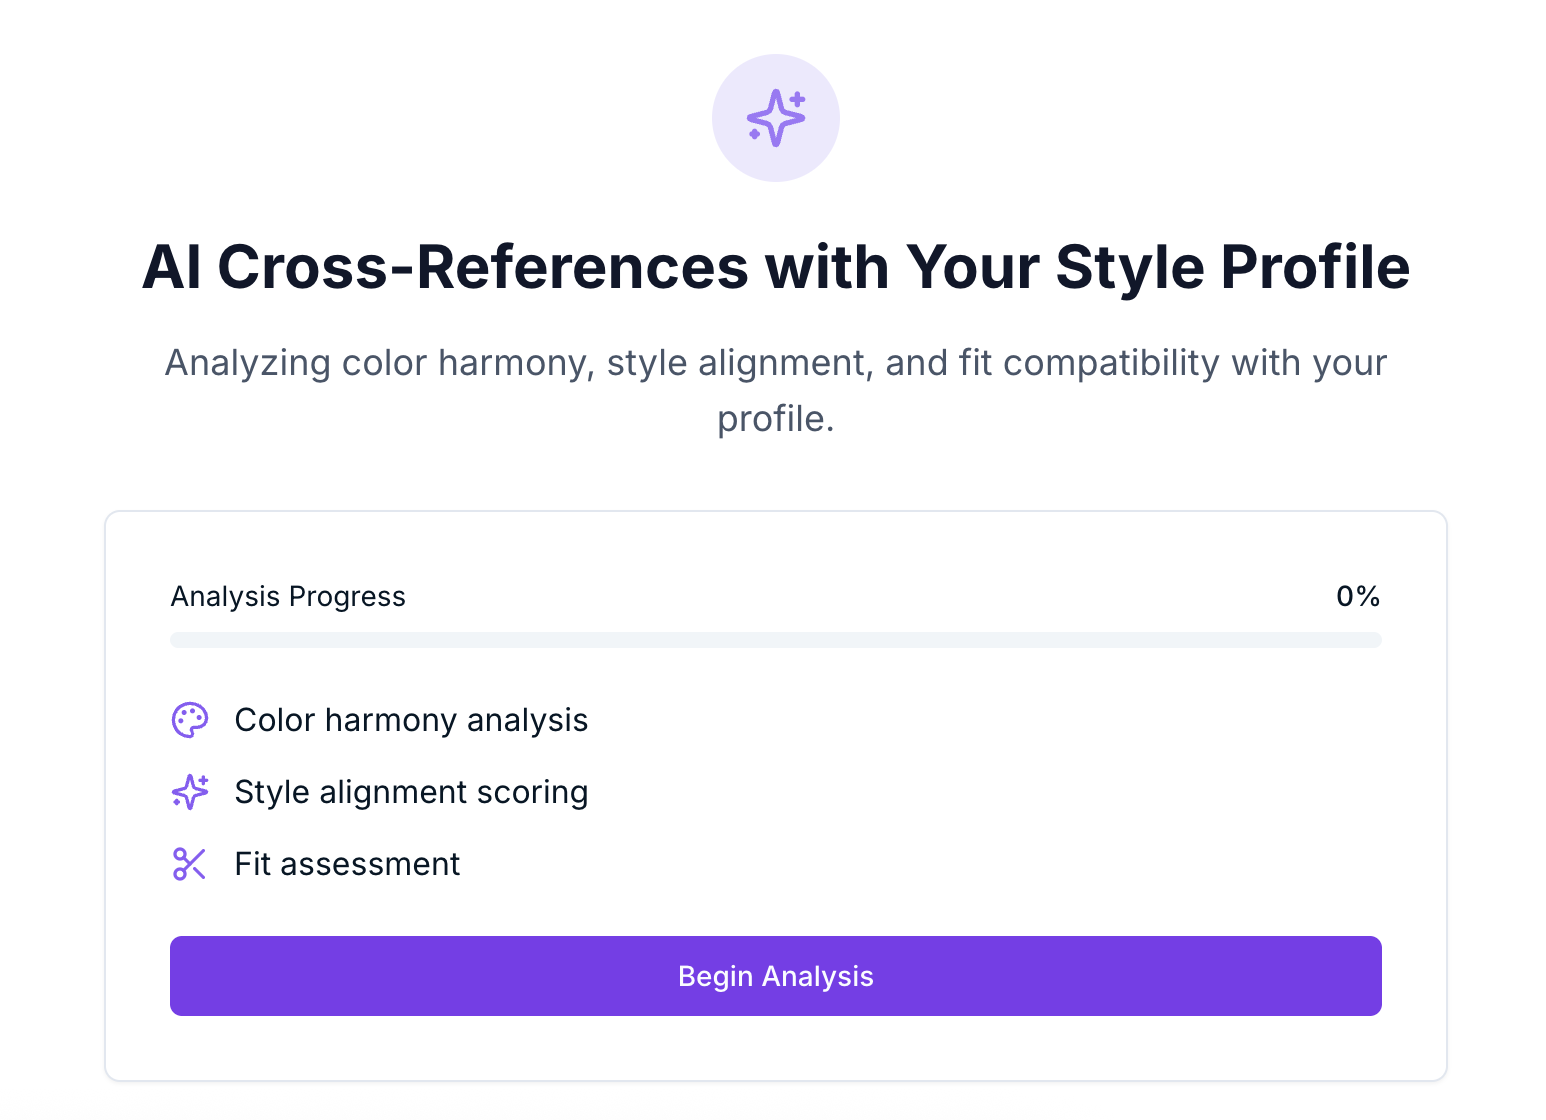 AI Cross-References with Your Style Profile
Analyzing color harmony, style alignment, and fit compatibility with your
profile.
Analysis Progress
0%
Color harmony analysis
Style alignment scoring
Fit assessment
Begin Analysis